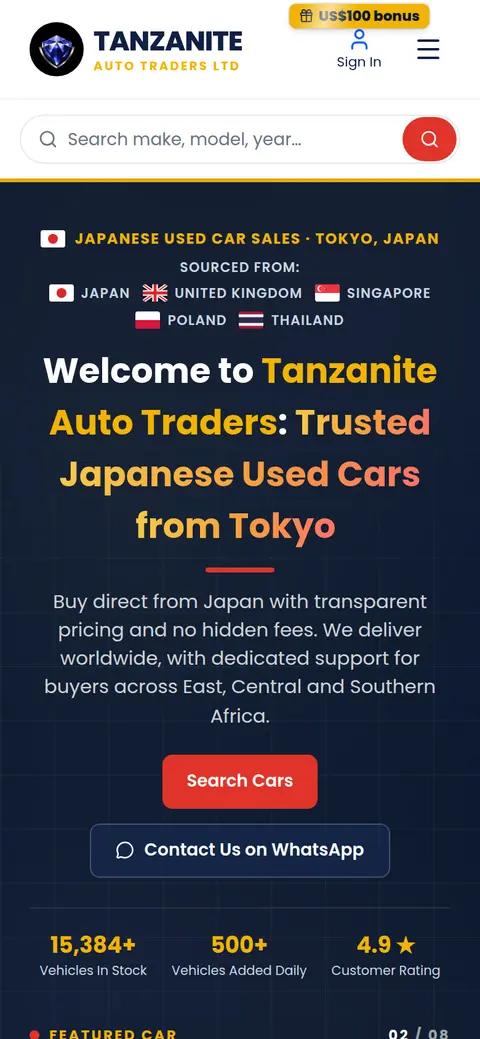 US$100 bonus
TANZANITE
AUTO TRADERS LTD
Sign In
Search make, model, year...
JAPANESE USED CAR SALES · TOKYO, JAPAN
SOURCED FROM:
JAPAN UNITED KINGDOM SINGAPORE
POLAND THAILAND
Welcome to Tanzanite
Auto Traders: Trusted
Japanese Used Cars
from Tokyo
Buy direct from Japan with transparent
pricing and no hidden fees. We deliver
worldwide, with dedicated support for
buyers across East, Central and Southern
Africa.
Search Cars
Contact Us on WhatsApp
15,384+ 500+ 4.9 ★
Vehicles In Stock Vehicles Added Daily Customer Rating
FEATURED CAR 02 / 08